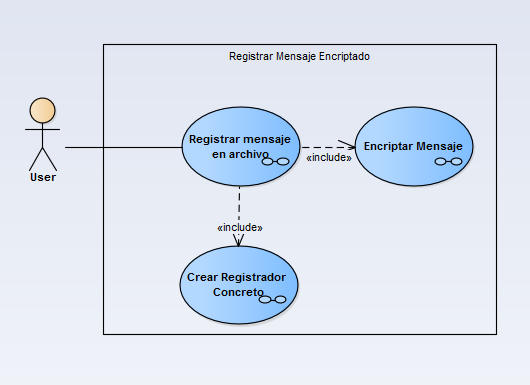 Registrar Mensaje Encriptado
Registrar mensaje
en archivo
Encriptar Mensaje
«include»
User
«include»
Crear Registrador
Concreto